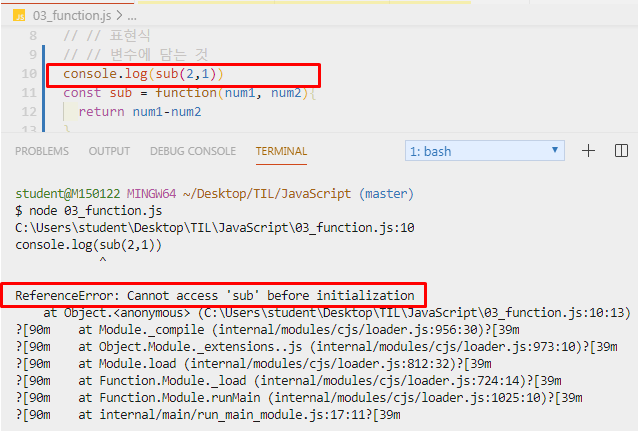 JS 03_function.js > ...
8 // // 표현식
9 // // 변수에 담는 것
10 console.log(sub(2,1))
11 const sub = function(num1, num2){
12 return num1-num2
13 }
PROBLEMS OUTPUT DEBUG CONSOLE TERMINAL 1: bash
student@M150122 MINGW64 ~/Desktop/TIL/JavaScript (master)
$ node 03_function.js
C:\Users\student\Desktop\TIL\JavaScript\03_function.js:10
console.log(sub(2,1))
^
ReferenceError: Cannot access 'sub' before initialization
at Object.<anonymous> (C:\Users\student\Desktop\TIL\JavaScript\03_function.js:10:13)
?[90m at Module._compile (internal/modules/cjs/loader.js:956:30)?[39m
?[90m at Object.Module._extensions..js (internal/modules/cjs/loader.js:973:10)?[39m
?[90m at Module.load (internal/modules/cjs/loader.js:812:32)?[39m
?[90m at Function.Module._load (internal/modules/cjs/loader.js:724:14)?[39m
?[90m at Function.Module.runMain (internal/modules/cjs/loader.js:1025:10)?[39m
?[90m at internal/main/run_main_module.js:17:11?[39m